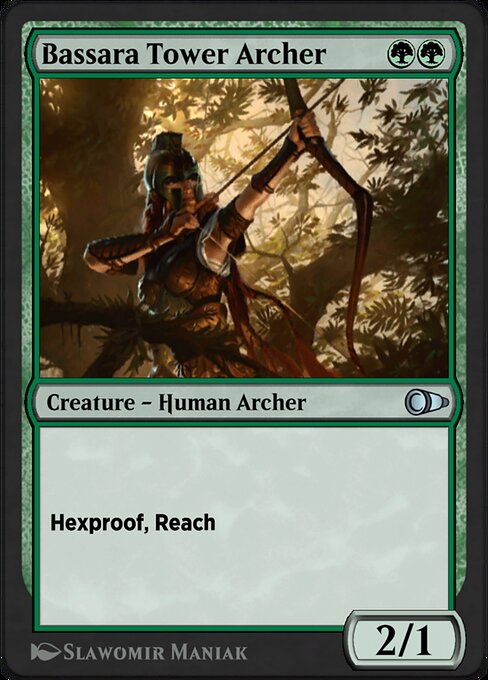 Bassara Tower Archer
Creature – Human Archer
Hexproof, Reach
2/1
Slawomir Maniak